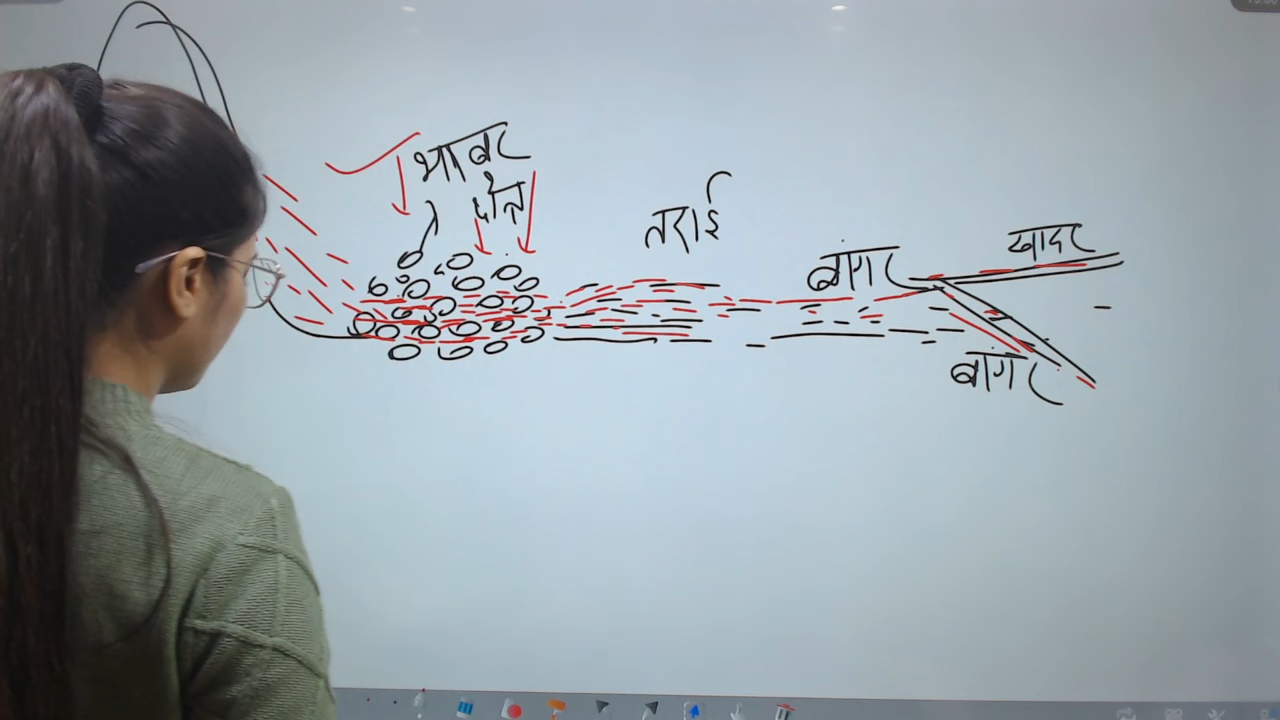 भाबर
क्षेत्र
तराई
बांगर
खादर
बांगर